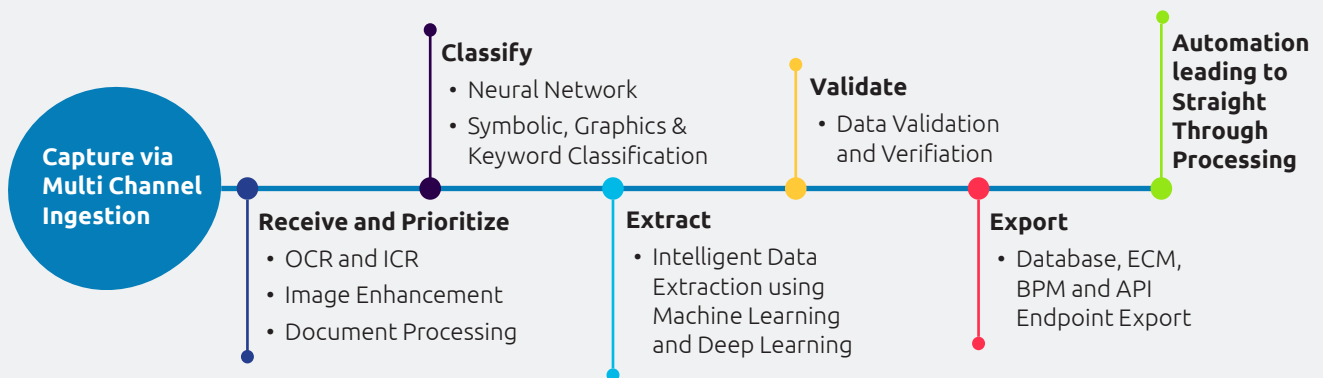 Capture via
Multi Channel
Ingestion
Receive and Prioritize
• OCR and ICR
• Image Enhancement
• Document Processing
Classify
• Neural Network
• Symbolic, Graphics &
Keyword Classification
Extract
• Intelligent Data
Extraction using
Machine Learning
and Deep Learning
Validate
• Data Validation
and Verifiation
Export
• Database, ECM,
BPM and API
Endpoint Export
Automation
leading to
Straight
Through
Processing